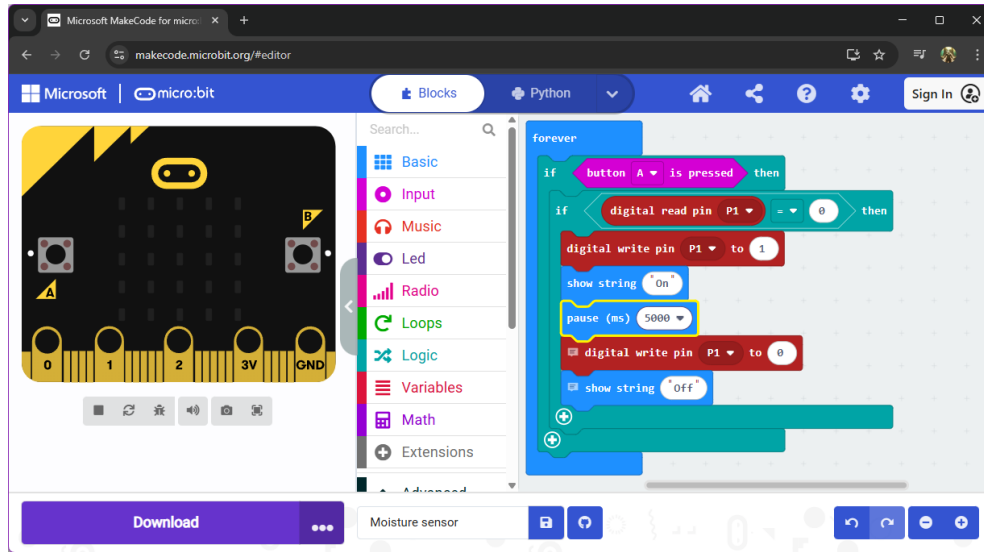 Microsoft MakeCode for micro:
makecode.microbit.org/#editor
Microsoft micro:bit Blocks Python Sign In
Search...
Basic
Input
Music
Led
Radio
Loops
Logic
Variables
Math
Extensions
Advanced
B
A
0 1 2 3V GND
forever
if button A is pressed then
if digital read pin P1 = 0 then
digital write pin P1 to 1
show string "On"
pause (ms) 5000
digital write pin P1 to 0
show string "Off"
Download ••• Moisture sensor